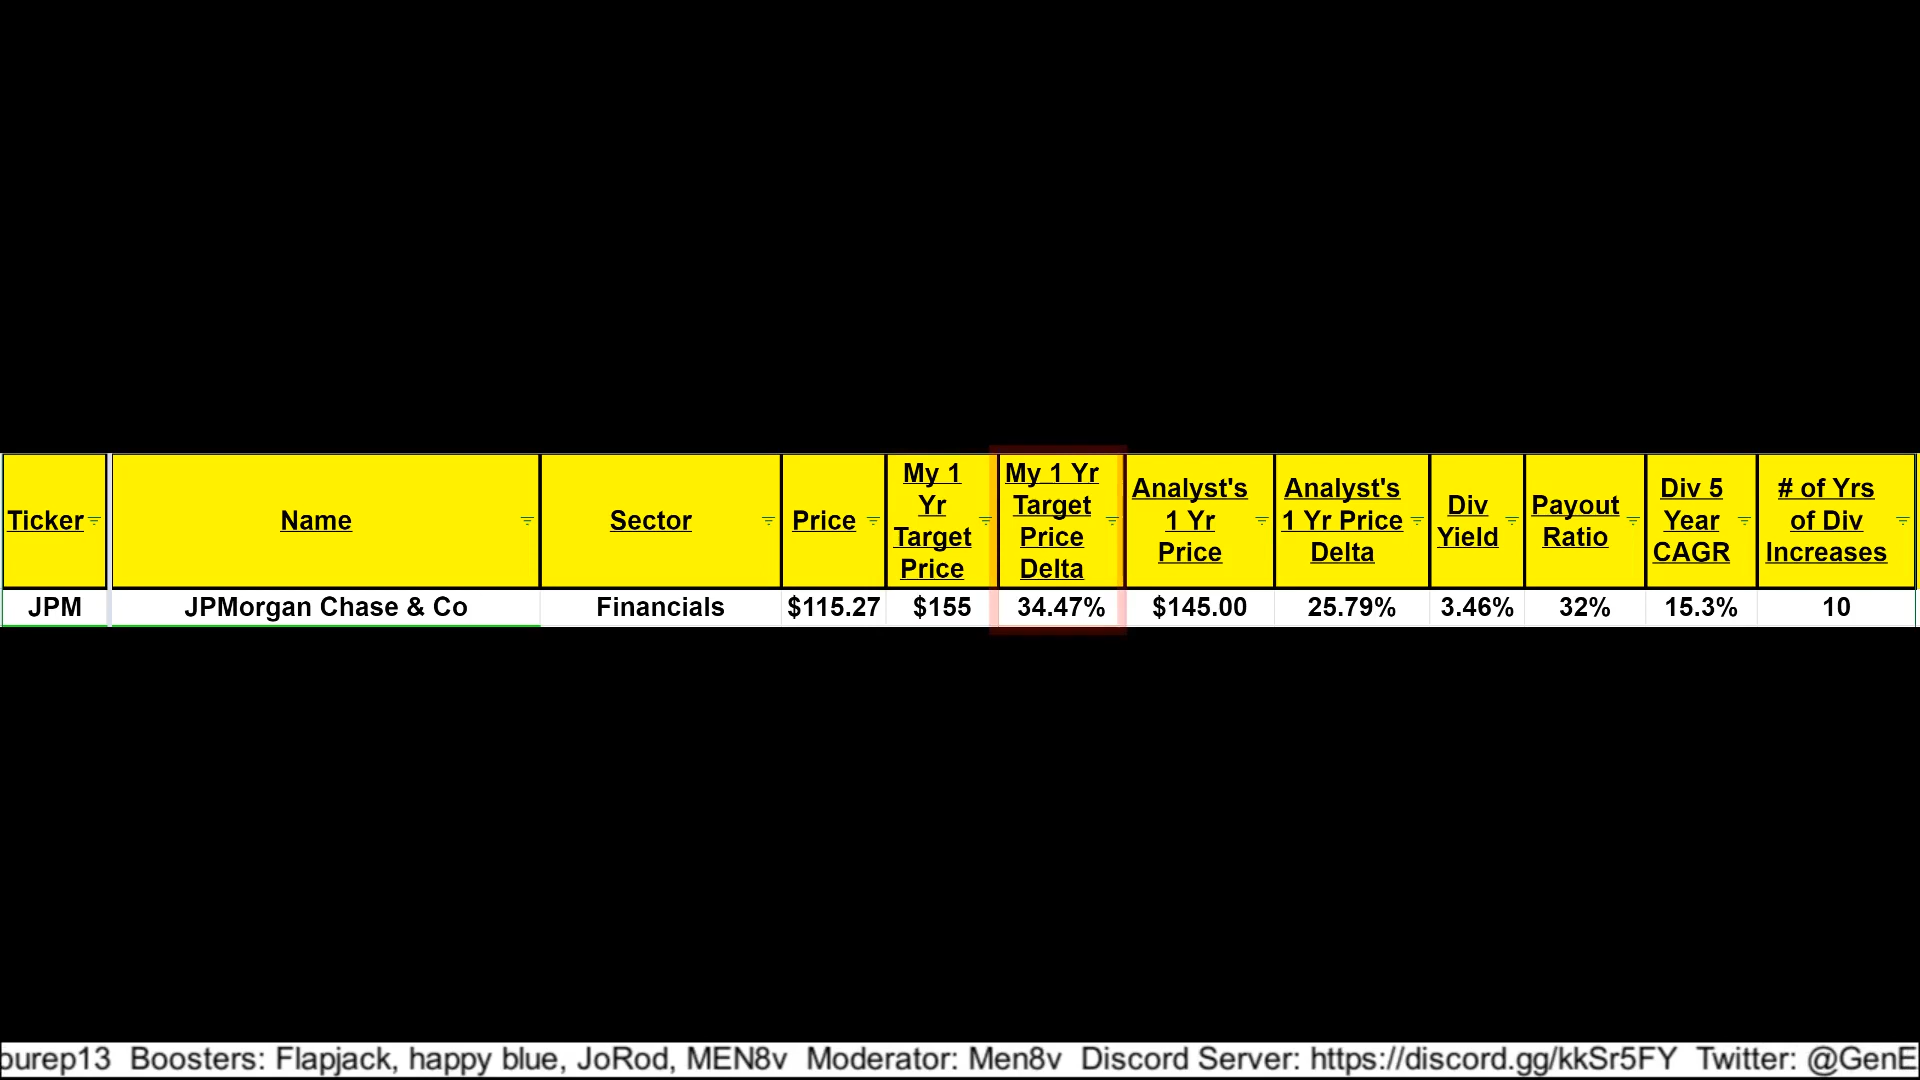 Ticker
Name
Sector
Price
My 1
Yr
Target
Price
My 1 Yr
Target
Price
Delta
Analyst's
1 Yr
Price
Analyst's
1 Yr Price
Delta
Div
Yield
Payout
Ratio
Div 5
Year
CAGR
# of Yrs
of Div
Increases
JPM JPMorgan Chase & Co Financials $115.27 $155 34.47% $145.00 25.79% 3.46% 32% 15.3% 10
ourep13 Boosters: Flapjack, happy blue, JoRod, MEN8v Moderator: Men8v Discord Server: https://discord.gg/kkSr5FY Twitter: @GenE